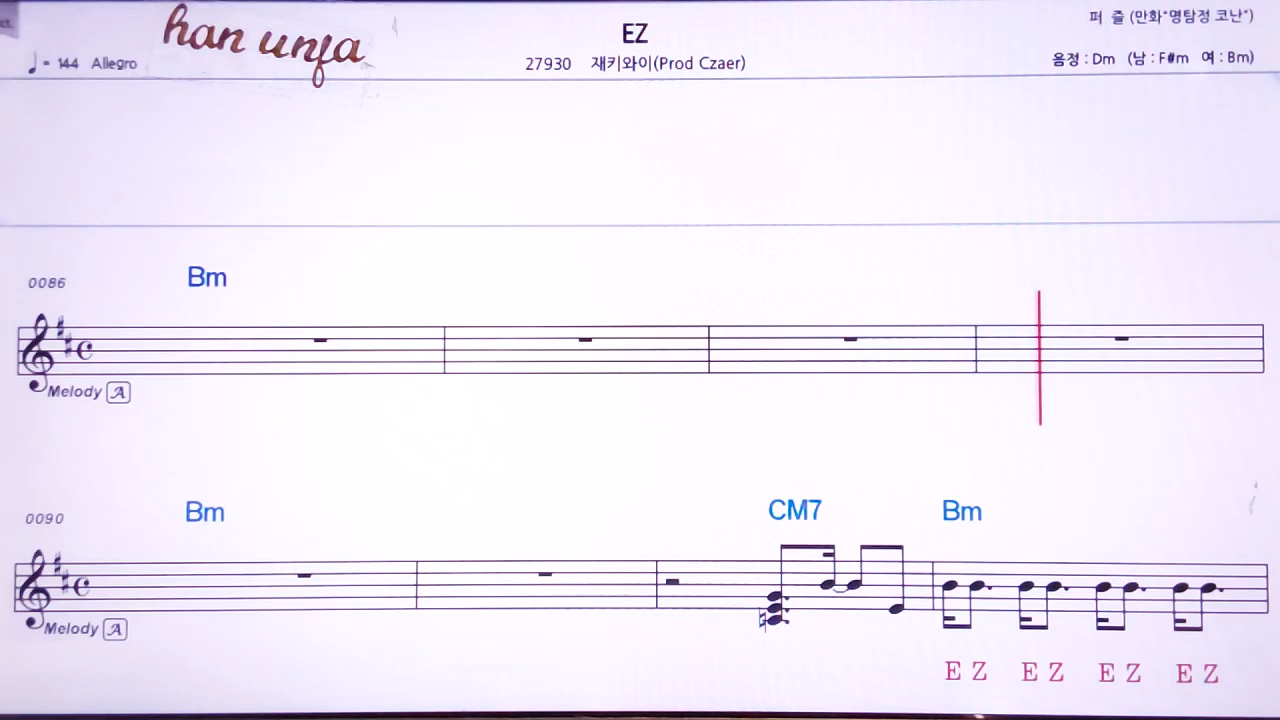 han unfa
EZ
퍼 즐 (만화"명탐정 코난")
♩ = 144 Allegro
27930 재키와이(Prod Czaer)
음정 : Dm (남 : F#m 여 : Bm)
0086 Bm
Melody A
0090 Bm CM7 Bm
Melody A
E Z E Z E Z E Z